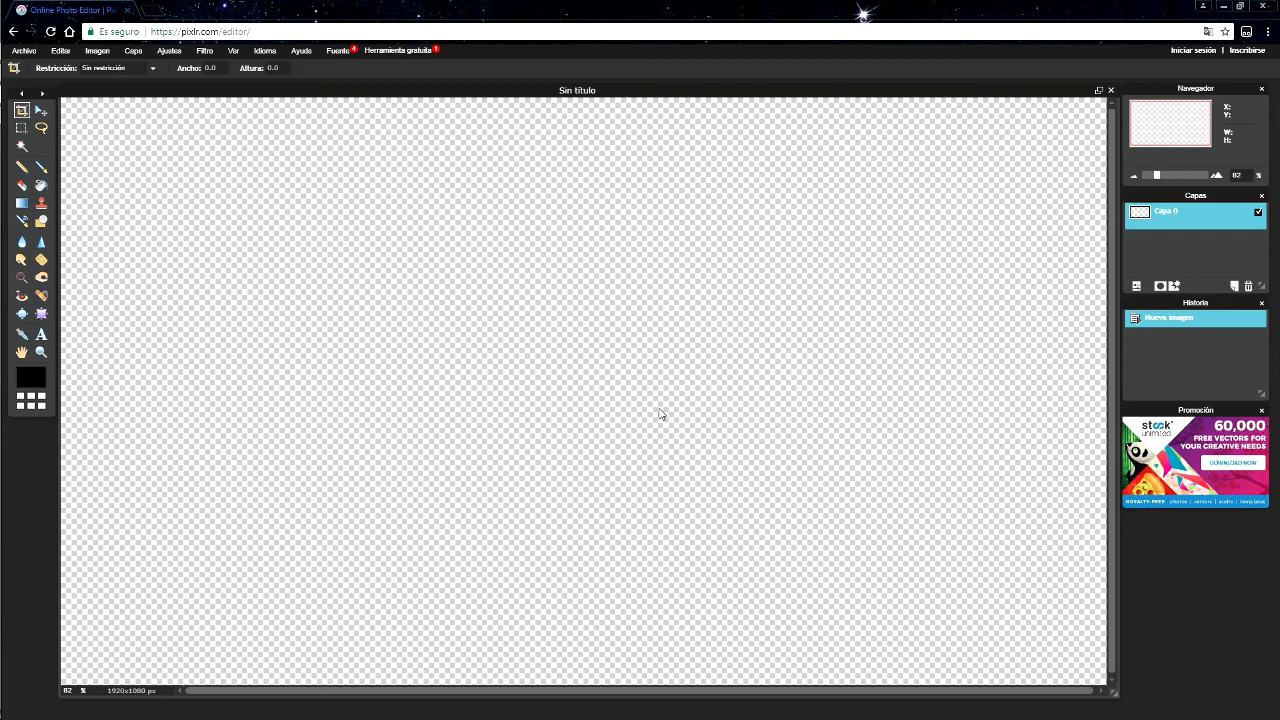 Online Photo Editor | Pi
Es seguro | https://pixlr.com/editor/
Archivo Editar Imagen Capa Ajustes Filtro Ver Idioma Ayuda Fuente 4 Herramienta gratuita 1 Iniciar sesión | Inscribirse
Restricción: Sin restricción Ancho: 0.0 Altura: 0.0
Sin título
Navegador
X:
Y:
W:
H:
82 %
Capas
Capa 0
Historia
Nueva imagen
Promoción
stock unlimited
60,000
FREE VECTORS FOR
YOUR CREATIVE NEEDS
DOWNLOAD NOW
ROYALTY-FREE photos | vectors | audio | templates
A
82 % 1920x1080 px